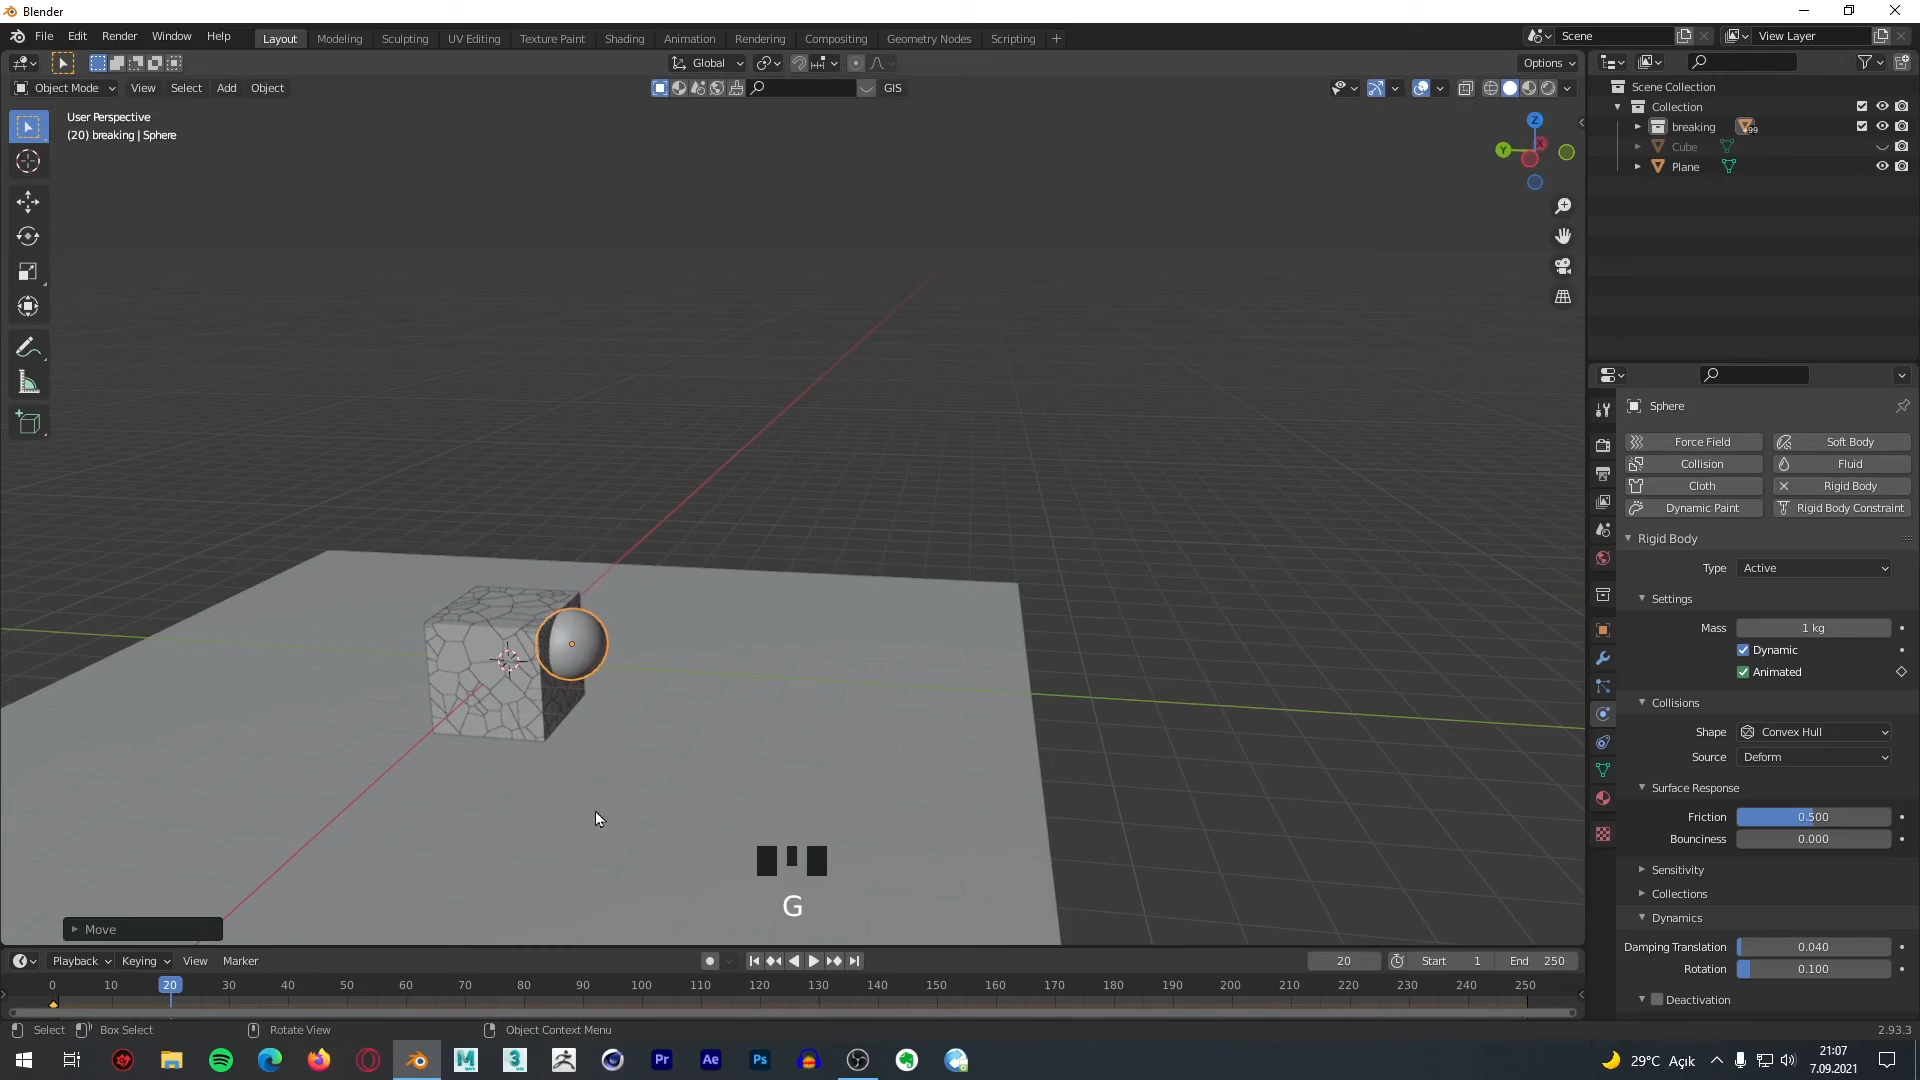 Blender
File Edit Render Window Help
Layout Modeling Sculpting UV Editing Texture Paint Shading Animation Rendering Compositing Geometry Nodes Scripting +
Scene
View Layer
Global
Options
Object Mode View Select Add Object
GIS
User Perspective
(20) breaking | Sphere
Z
Y
X
Scene Collection
Collection
breaking
+99
Cube
Plane
Sphere
Force Field Soft Body
Collision Fluid
Cloth Rigid Body
Dynamic Paint Rigid Body Constraint
Rigid Body
Type Active
Settings
Mass 1 kg
Dynamic
Animated
Collisions
Shape Convex Hull
Source Deform
Surface Response
Friction 0.500
Bounciness 0.000
Sensitivity
Collections
Dynamics
Damping Translation 0.040
Rotation 0.100
Deactivation
G
Move
Playback Keying View Marker
20 Start 1 End 250
0 10 20 30 40 50 60 70 80 90 100 110 120 130 140 150 160 170 180 190 200 210 220 230 240 250
Select Box Select Rotate View Object Context Menu
2.93.3
M 3 Pr Ae Ps
29°C Açık
21:07
7.09.2021